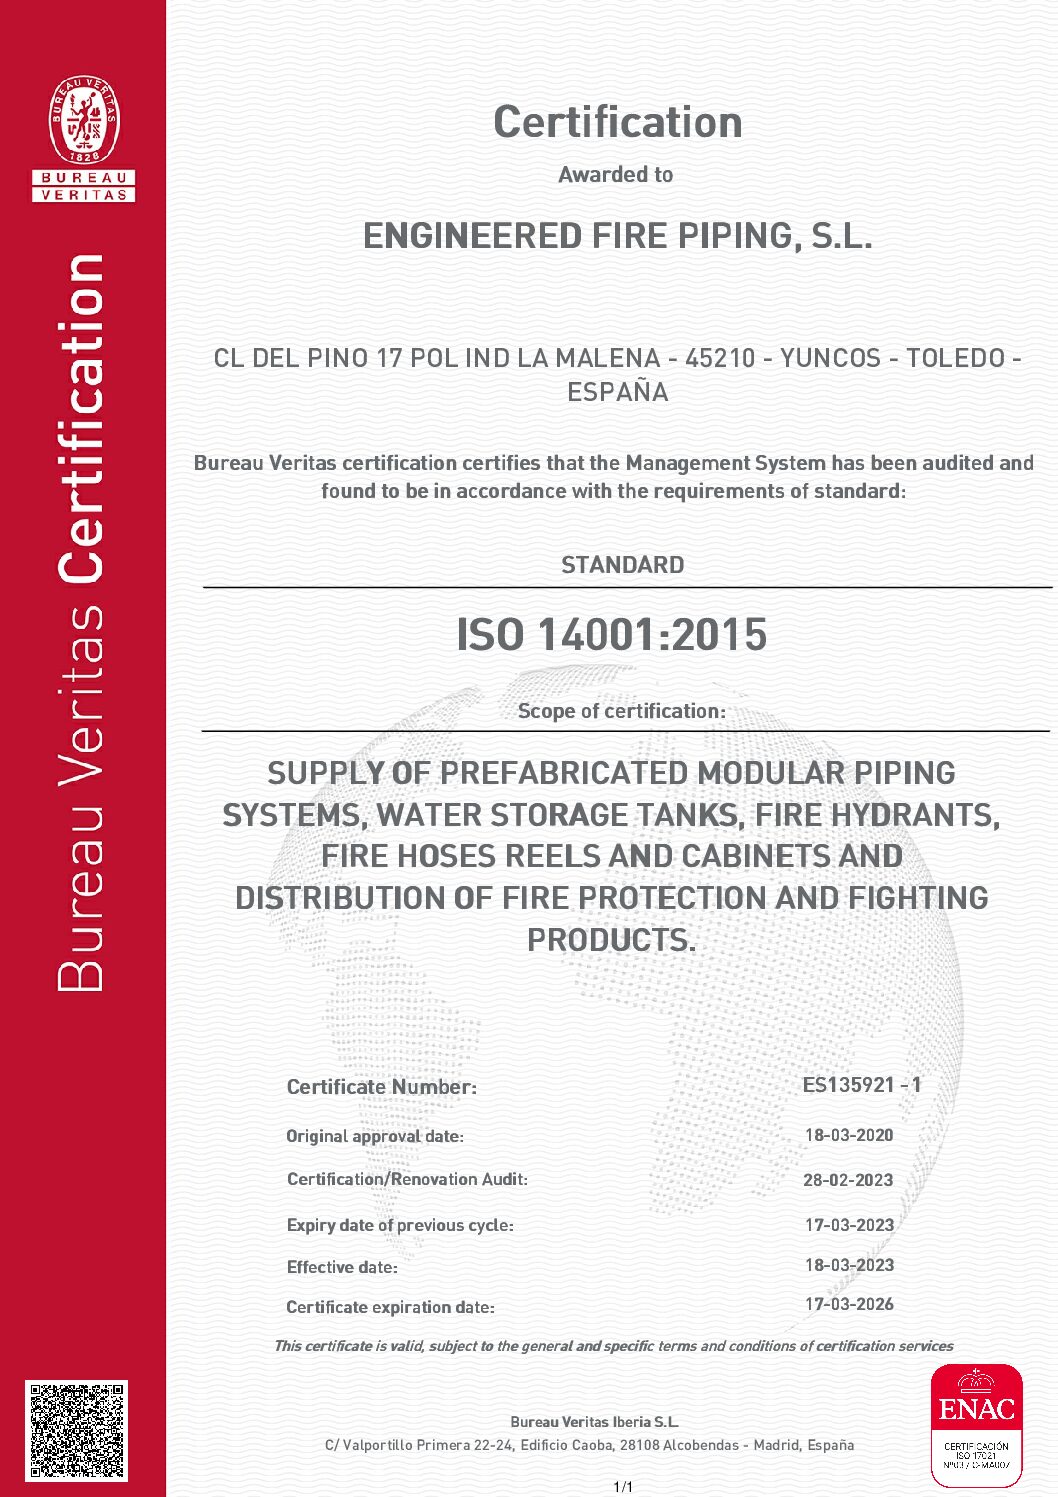 BUREAU VERITAS
1828
BUREAU
VERITAS
Bureau Veritas Certification
Certification
Awarded to
ENGINEERED FIRE PIPING, S.L.
CL DEL PINO 17 POL IND LA MALENA - 45210 - YUNCOS - TOLEDO -
ESPAÑA
Bureau Veritas certification certifies that the Management System has been audited and
found to be in accordance with the requirements of standard:
STANDARD
ISO 14001:2015
Scope of certification:
SUPPLY OF PREFABRICATED MODULAR PIPING
SYSTEMS, WATER STORAGE TANKS, FIRE HYDRANTS,
FIRE HOSES REELS AND CABINETS AND
DISTRIBUTION OF FIRE PROTECTION AND FIGHTING
PRODUCTS.
Certificate Number: ES135921 - 1
Original approval date: 18-03-2020
Certification/Renovation Audit: 28-02-2023
Expiry date of previous cycle: 17-03-2023
Effective date: 18-03-2023
Certificate expiration date: 17-03-2026
This certificate is valid, subject to the general and specific terms and conditions of certification services
Bureau Veritas Iberia S.L.
C/ Valportillo Primera 22-24, Edificio Caoba, 28108 Alcobendas - Madrid, España
1/1
ENAC
CERTIFICACIÓN
ISO 17021
Nº03 / C-MA007